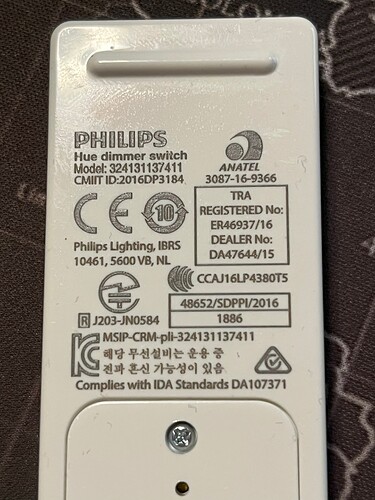 PHILIPS
Hue dimmer switch
Model: 324131137411
CMIIT ID:2016DP3184
ANATEL
3087-16-9366
CE
10
TRA
REGISTERED No:
ER46937/16
DEALER No:
DA47644/15
Philips Lighting, IBRS
10461, 5600 VB, NL
CCAJ16LP4380T5
R J203-JN0584
48652/SDPPI/2016
1886
KC
MSIP-CRM-pli-324131137411
해당 무선설비는 운용 중
전파 혼신 가능성이 있음
Complies with IDA Standards DA107371